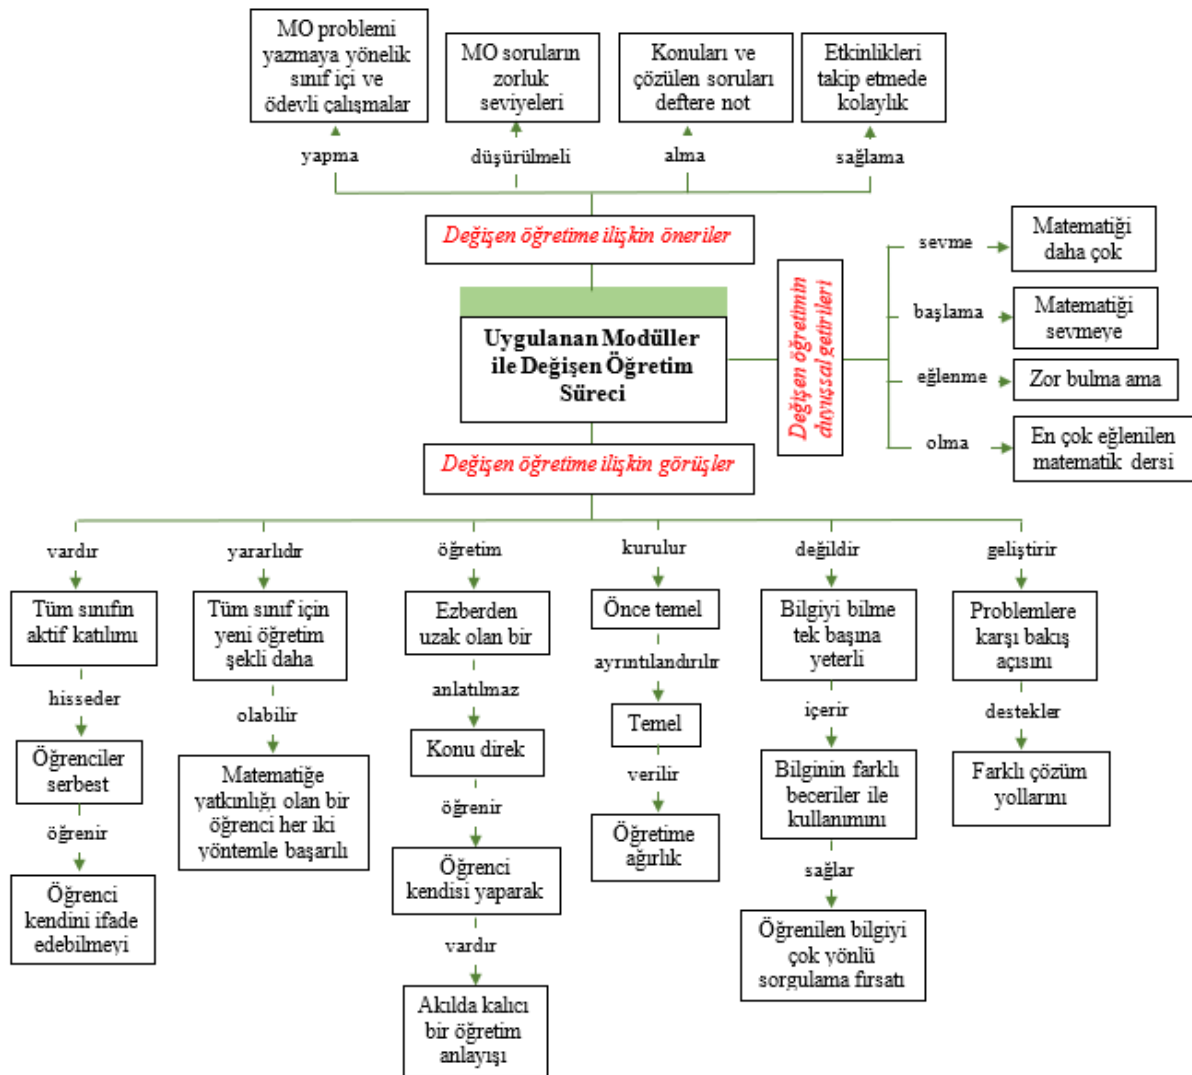 MO problemi
yazmaya yönelik
sınıf içi ve
ödevli çalışmalar
MO soruların
zorluk
seviyeleri
Konuları ve
çözülen soruları
deftere not
Etkinlikleri
takip etmede
kolaylık
yapma
düşürülmeli
alma
sağlama
Değişen öğretime ilişkin öneriler
Uygulanan Modüller
ile Değişen Öğretim
Süreci
Değişen öğretimin
duyuşsal getirileri
sevme
Matematiği
daha çok
başlama
Matematiği
sevmeye
eğlenme
Zor bulma ama
olma
En çok eğlenilen
matematik dersi
Değişen öğretime ilişkin görüşler
vardır
Tüm sınıfın
aktif katılımı
hisseder
Öğrenciler
serbest
öğrenir
Öğrenci
kendini ifade
edebilmeyi
yararlıdır
Tüm sınıf için
yeni öğretim
şekli daha
olabilir
Matematiğe
yatkınlığı olan bir
öğrenci her iki
yöntemle başarılı
öğretim
Ezberden
uzak olan bir
anlatılmaz
Konu direk
öğrenir
Öğrenci
kendisi yaparak
vardır
Akılda kalıcı
bir öğretim
anlayışı
kurulur
Önce temel
ayrıntılandırılır
Temel
verilir
Öğretime
ağırlık
değildir
Bilgiyi bilme
tek başına
yeterli
içerir
Bilginin farklı
beceriler ile
kullanımını
sağlar
Öğrenilen bilgiyi
çok yönlü
sorgulama fırsatı
geliştirir
Problemlere
karşı bakış
açısını
destekler
Farklı çözüm
yollarını